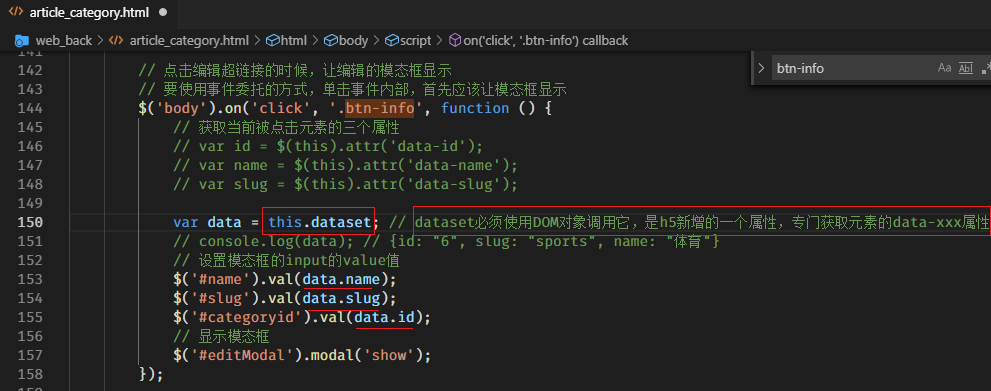 article_category.html ●
web_back > article_category.html > html > body > script > on('click', '.btn-info') callback
btn-info Aa Abl
142 // 点击编辑超链接的时候，让编辑的模态框显示
143 // 要使用事件委托的方式，单击事件内部，首先应该让模态框显示
144 $('body').on('click', '.btn-info', function () {
145 // 获取当前被点击元素的三个属性
146 // var id = $(this).attr('data-id');
147 // var name = $(this).attr('data-name');
148 // var slug = $(this).attr('data-slug');
149
150 var data = this.dataset; // dataset必须使用DOM对象调用它，是h5新增的一个属性，专门获取元素的data-xxx属性
151 // console.log(data); // {id: "6", slug: "sports", name: "体育"}
152 // 设置模态框的input的value值
153 $('#name').val(data.name);
154 $('#slug').val(data.slug);
155 $('#categoryid').val(data.id);
156 // 显示模态框
157 $('#editModal').modal('show');
158 });